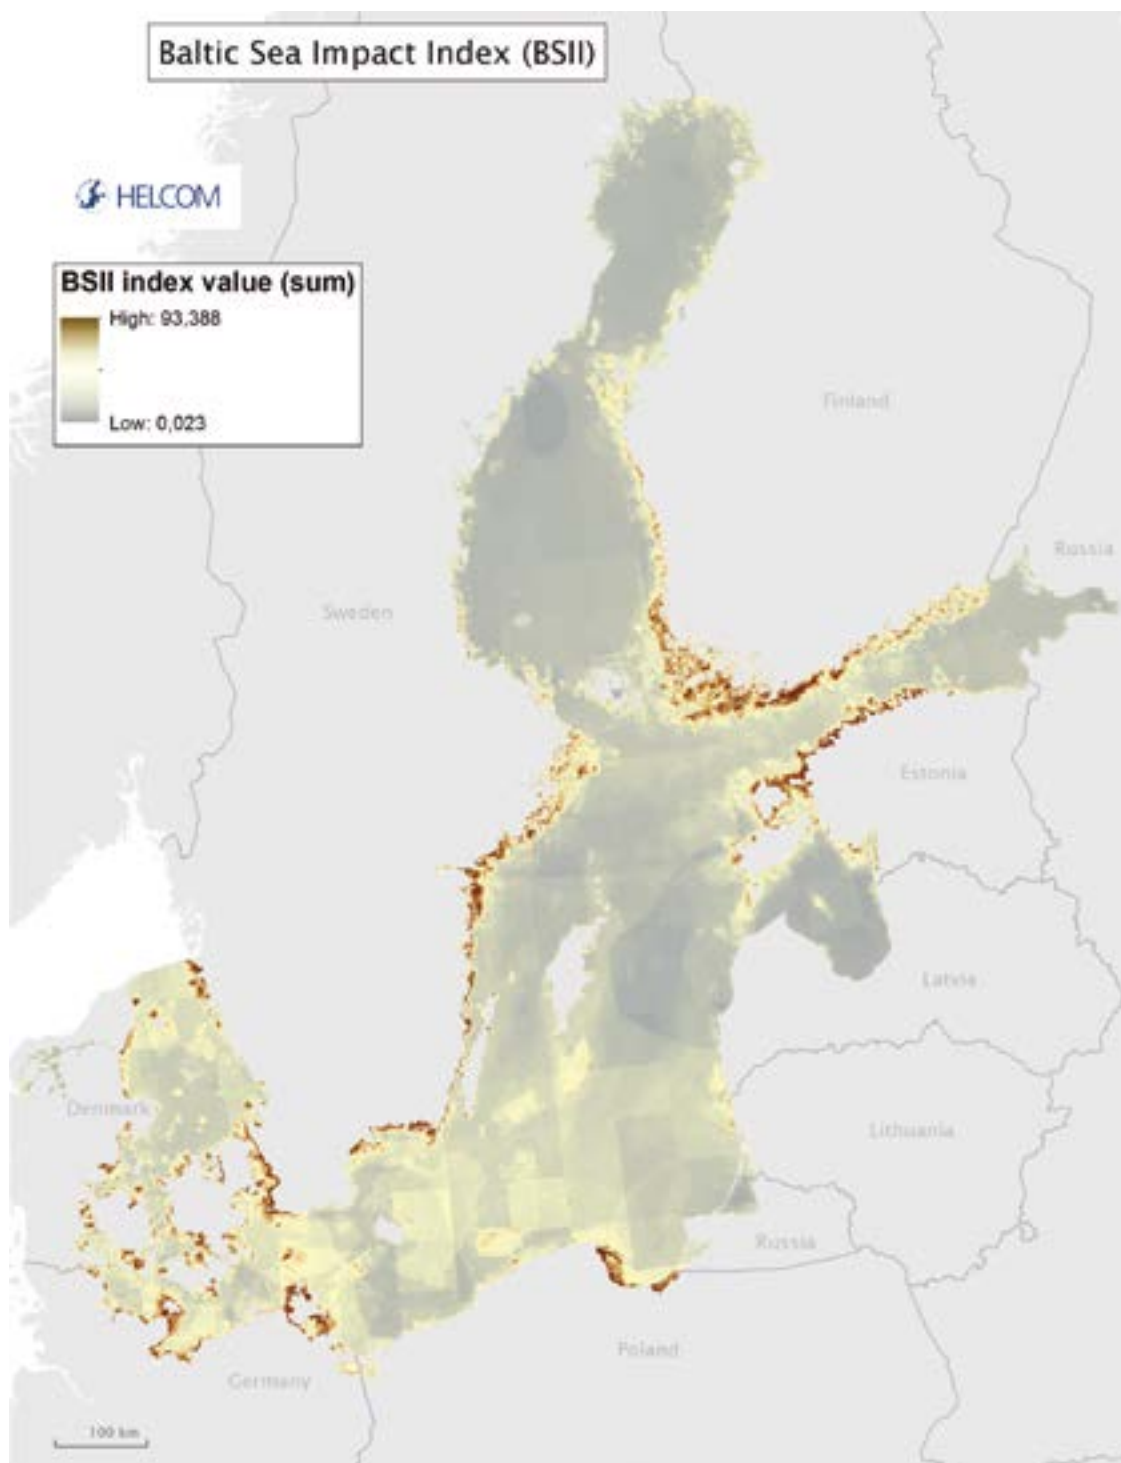 Baltic Sea Impact Index (BSII)
HELCOM
BSII index value (sum)
High: 93,388
Low: 0,023
Finland
Russia
Sweden
Estonia
Latvia
Denmark
Lithuania
Russia
Poland
Germany
100 km